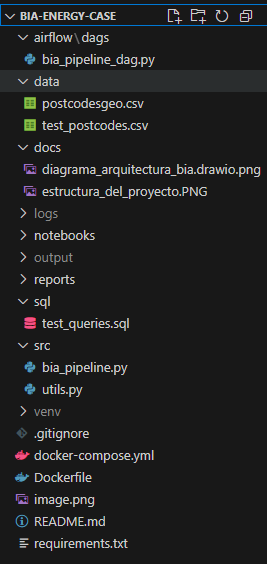 BIA-ENERGY-CASE
airflow\dags
bia_pipeline_dag.py
data
postcodesgeo.csv
test_postcodes.csv
docs
diagrama_arquitectura_bia.drawio.png
estructura_del_proyecto.PNG
logs
notebooks
output
reports
sql
test_queries.sql
src
bia_pipeline.py
utils.py
venv
.gitignore
docker-compose.yml
Dockerfile
image.png
README.md
requirements.txt